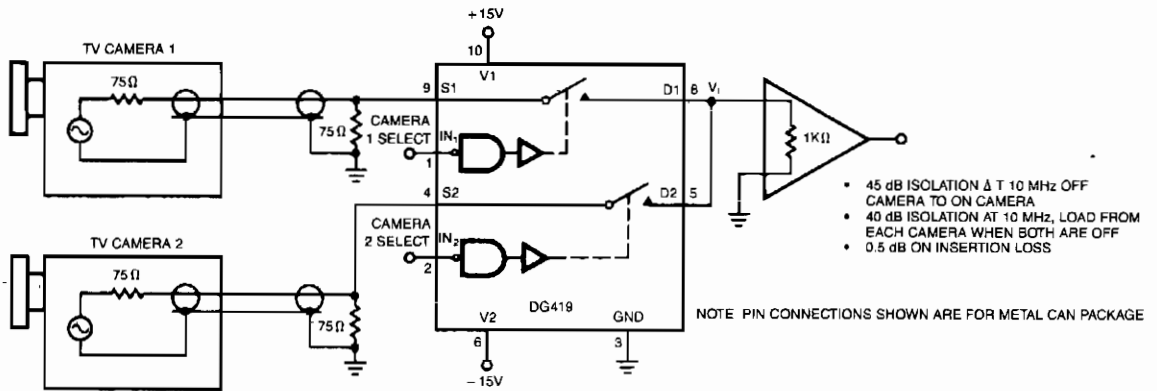 +15V
TV CAMERA 1
10
V1
75Ω
9
S1
D1
8
V₁
75Ω
CAMERA
1 SELECT
IN₁
1
1KΩ
4
S2
D2
5
CAMERA
2 SELECT
IN₂
2
TV CAMERA 2
75Ω
75Ω
DG419
V2
6
GND
3
−15V
• 45 dB ISOLATION Δ T 10 MHz OFF
CAMERA TO ON CAMERA
• 40 dB ISOLATION AT 10 MHz, LOAD FROM
EACH CAMERA WHEN BOTH ARE OFF
• 0.5 dB ON INSERTION LOSS
NOTE PIN CONNECTIONS SHOWN ARE FOR METAL CAN PACKAGE